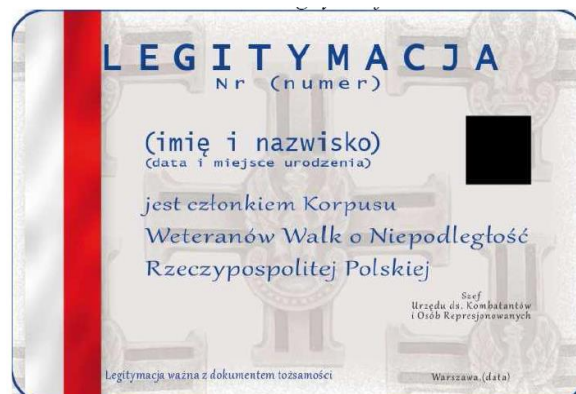 LEGITYMACJA
Nr (numer)
(imię i nazwisko)
(data i miejsce urodzenia)
jest członkiem Korpusu
Weteranów Walk o Niepodległość
Rzeczypospolitej Polskiej
Szef
Urzędu ds. Kombatantów
i Osób Represjonowanych
Legitymacja ważna z dokumentem tożsamości
Warszawa,(data)